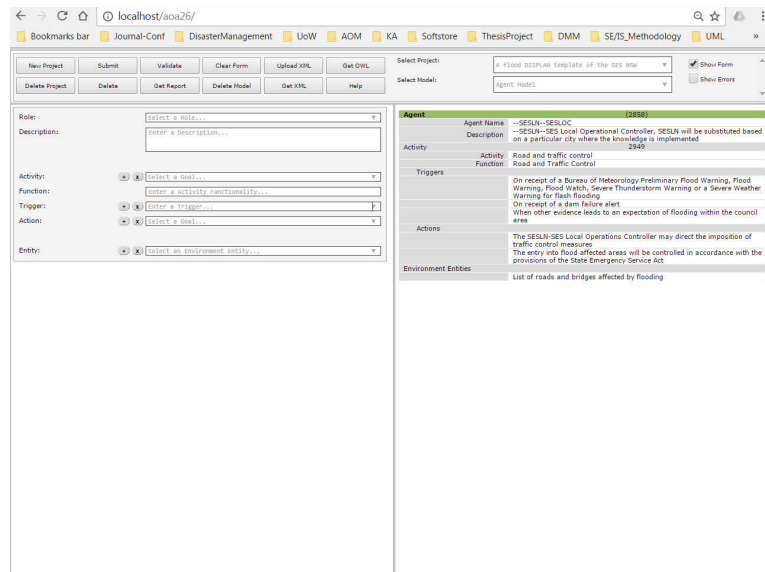 localhost/aoa26/
Bookmarks bar Journal-Conf DisasterManagement UoW AOM KA Softstore ThesisProject DMM SE/IS_Methodology UML »
New Project Submit Validate Clear Form Upload XML Get OWL
Delete Project Delete Get Report Delete Model Get XML Help
Select Project: A flood DISPLAN template of the SES NSW Show Form
Select Model: Agent Model Show Errors
Role: Select a Role...
Description: Enter a Description...
Activity: + x Select a Goal...
Function: Enter a Activity Functionality...
Trigger: + x Enter a Trigger...
Action: + x Select a Goal...
Entity: + x Select an Environment Entity...
Agent (2858)
Agent Name --SESLN--SESLOC
Description --SESLN--SES Local Operational Controller, SESLN will be substituted based
on a particular city where the knowledge is implemented
Activity 2949
Activity Road and traffic control
Function Road and Traffic Control
Triggers
On receipt of a Bureau of Meteorology Preliminary Flood Warning, Flood
Warning, Flood Watch, Severe Thunderstorm Warning or a Severe Weather
Warning for flash flooding
On receipt of a dam failure alert
When other evidence leads to an expectation of flooding within the council
area
Actions
The SESLN-SES Local Operations Controller may direct the imposition of
traffic control measures
The entry into flood affected areas will be controlled in accordance with the
provisions of the State Emergency Service Act
Environment Entities
List of roads and bridges affected by flooding